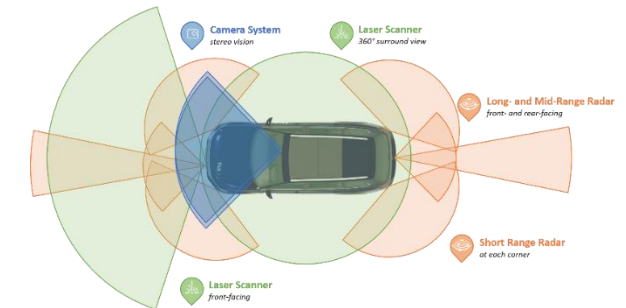 Camera System
stereo vision
Laser Scanner
360° surround view
Long- and Mid-Range Radar
front- and rear-facing
Short Range Radar
at each corner
Laser Scanner
front-facing